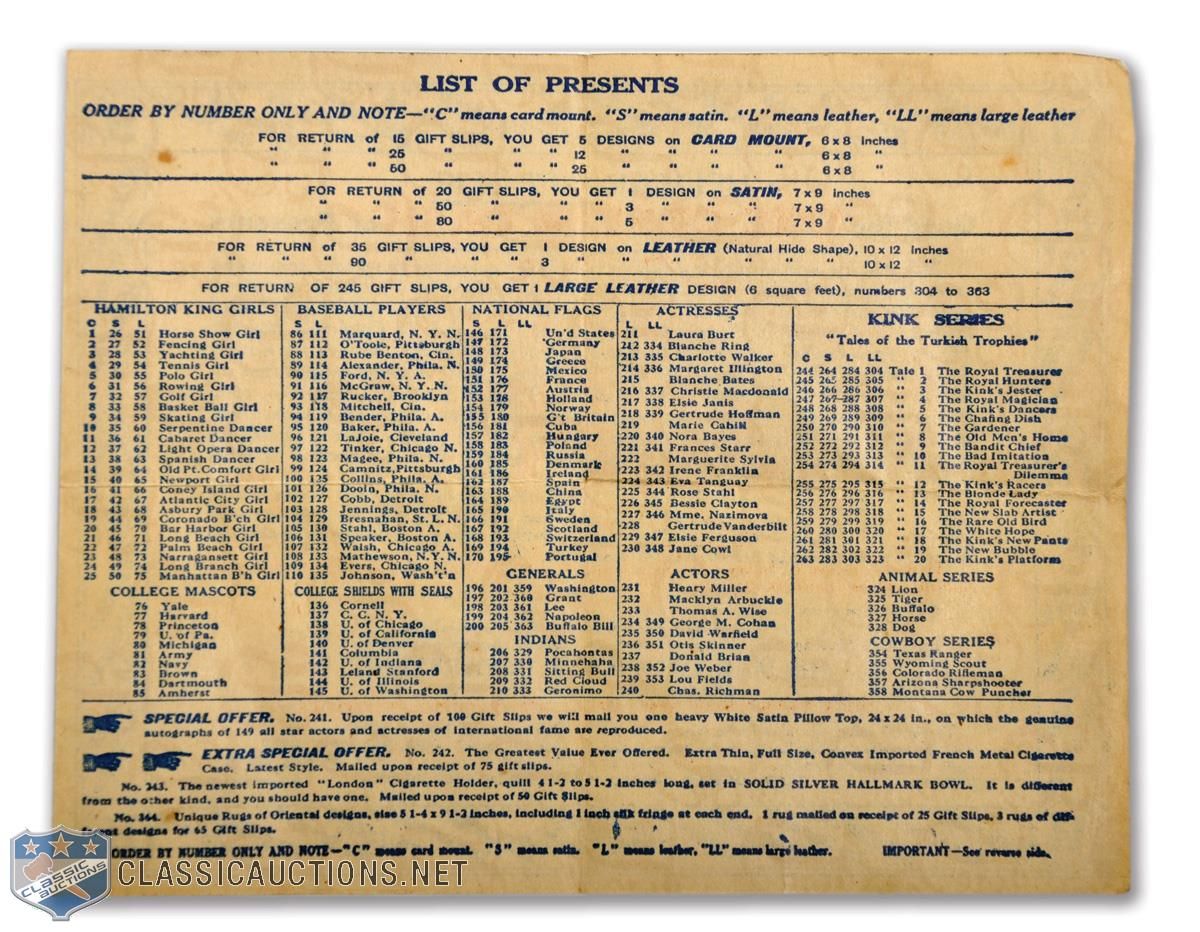 LIST OF PRESENTS
ORDER BY NUMBER ONLY AND NOTE—"C" means card mount. "S" means satin. "L" means leather, "LL" means large leather
FOR RETURN of 15 GIFT SLIPS, YOU GET 5 DESIGNS on CARD MOUNT, 6 x 8 inches
" " " 25 " " " 12 " " " 6 x 8 "
" " " 50 " " " 25 " " " 6 x 8 "
FOR RETURN of 20 GIFT SLIPS, YOU GET 1 DESIGN on SATIN, 7 x 9 inches
" " " 50 " " " 3 " " " 7 x 9 "
" " " 80 " " " 5 " " " 7 x 9 "
FOR RETURN of 35 GIFT SLIPS, YOU GET 1 DESIGN on LEATHER (Natural Hide Shape), 10 x 12 inches
" " " 90 " " " 3 " " " " " " 10 x 12 "
FOR RETURN OF 245 GIFT SLIPS, YOU GET 1 LARGE LEATHER DESIGN (6 square feet), numbers 304 to 363
HAMILTON KING GIRLS
C S L
1 26 51 Horse Show Girl
2 27 52 Fencing Girl
3 28 53 Yachting Girl
4 29 54 Tennis Girl
5 30 55 Polo Girl
6 31 56 Rowing Girl
7 32 57 Golf Girl
8 33 58 Basket Ball Girl
9 34 59 Skating Girl
10 35 60 Serpentine Dancer
11 36 61 Cabaret Dancer
12 37 62 Light Opera Dancer
13 38 63 Spanish Dancer
14 39 64 Old Pt. Comfort Girl
15 40 65 Newport Girl
16 41 66 Coney Island Girl
17 42 67 Atlantic City Girl
18 43 68 Asbury Park Girl
19 44 69 Coronado B'ch Girl
20 45 70 Bar Harbor Girl
21 46 71 Long Beach Girl
22 47 72 Palm Beach Girl
23 48 73 Narragansett Girl
24 49 74 Long Branch Girl
25 50 75 Manhattan B'h Girl
COLLEGE MASCOTS
76 Yale
77 Harvard
78 Princeton
79 U. of Pa.
80 Michigan
81 Army
82 Navy
83 Brown
84 Dartmouth
85 Amherst
BASEBALL PLAYERS
S L
86 111 Marquard, N. Y. N.
87 112 O'Toole, Pittsburgh
88 113 Rube Benton, Cin.
89 114 Alexander, Phila. N.
90 115 Ford, N. Y. A.
91 116 McGraw, N. Y. N.
92 117 Rucker, Brooklyn
93 118 Mitchell, Cin.
94 119 Bender, Phila. A.
95 120 Baker, Phila. A.
96 121 LaJoie, Cleveland
97 122 Tinker, Chicago N.
98 123 Magee, Phila. N.
99 124 Camnitz, Pittsburgh
100 125 Collins, Phila. A.
101 126 Dooin, Phila. N.
102 127 Cobb, Detroit
103 128 Jennings, Detroit
104 129 Bresnahan, St. L. N.
105 130 Stahl, Boston A.
106 131 Speaker, Boston A.
107 132 Walsh, Chicago A.
108 133 Mathewson, N. Y. N.
109 134 Evers, Chicago N.
110 135 Johnson, Wash't'n
COLLEGE SHIELDS WITH SEALS
136 Cornell
137 C. C. N. Y.
138 U. of Chicago
139 U. of California
140 U. of Denver
141 Columbia
142 U. of Indiana
143 Leland Stanford
144 U. of Illinois
145 U. of Washington
NATIONAL FLAGS
S L LL
146 171 Un'd States
147 172 Germany
148 173 Japan
149 174 Greece
150 175 Mexico
151 176 France
152 177 Austria
153 178 Holland
154 179 Norway
155 180 G't Britain
156 181 Cuba
157 182 Hungary
158 183 Poland
159 184 Russia
160 185 Denmark
161 186 Ireland
162 187 Spain
163 188 China
164 189 Egypt
165 190 Italy
166 191 Sweden
167 192 Scotland
168 193 Switzerland
169 194 Turkey
170 195 Portugal
GENERALS
196 201 359 Washington
197 202 360 Grant
198 203 361 Lee
199 204 362 Napoleon
200 205 363 Buffalo Bill
INDIANS
206 329 Pocahontas
207 330 Minnehaha
208 331 Sitting Bull
209 332 Red Cloud
210 333 Geronimo
ACTRESSES
L LL
211 Laura Burt
212 334 Blanche Ring
213 335 Charlotte Walker
214 336 Margaret Illington
215 Blanche Bates
216 337 Christie Macdonald
217 338 Elsie Janis
218 339 Gertrude Hoffman
219 Marie Cahill
220 340 Nora Bayes
221 341 Frances Starr
222 Marguerite Sylvia
223 342 Irene Franklin
224 343 Eva Tanguay
225 344 Rose Stahl
226 345 Bessie Clayton
227 346 Mme. Nazimova
228 Gertrude Vanderbilt
229 347 Elsie Ferguson
230 348 Jane Cowl
ACTORS
231 Henry Miller
232 Macklyn Arbuckle
233 Thomas A. Wise
234 349 George M. Cohan
235 350 David Warfield
236 351 Otis Skinner
237 Donald Brian
238 352 Joe Weber
239 353 Lou Fields
240 Chas. Richman
KINK SERIES
"Tales of the Turkish Trophies"
C S L LL
244 264 284 304 Tale 1 The Royal Treasurer
245 265 285 305 " 2 The Royal Hunters
246 266 286 306 " 3 The Kink's Jester
247 267 287 307 " 4 The Royal Magician
248 268 288 308 " 5 The Kink's Dancers
249 269 289 309 " 6 The Chafing Dish
250 270 290 310 " 7 The Gardener
251 271 291 311 " 8 The Old Men's Home
252 272 292 312 " 9 The Bandit Chief
253 273 293 313 " 10 The Bad Imitation
254 274 294 314 " 11 The Royal Treasurer's
Dilemma
255 275 295 315 " 12 The Kink's Racers
256 276 296 316 " 13 The Blonde Lady
257 277 297 317 " 14 The Royal Forecaster
258 278 298 318 " 15 The New Slab Artist
259 279 299 319 " 16 The Rare Old Bird
260 280 300 320 " 17 The White Hope
261 281 301 321 " 18 The Kink's New Pants
262 282 302 322 " 19 The New Bubble
263 283 303 323 " 20 The Kink's Platform
ANIMAL SERIES
324 Lion
325 Tiger
326 Buffalo
327 Horse
328 Dog
COWBOY SERIES
354 Texas Ranger
355 Wyoming Scout
356 Colorado Rifleman
357 Arizona Sharpshooter
358 Montana Cow Puncher
SPECIAL OFFER. No. 241. Upon receipt of 100 Gift Slips we will mail you one heavy White Satin Pillow Top, 24 x 24 in., on which the genuine
autographs of 149 all star actors and actresses of international fame are reproduced.
EXTRA SPECIAL OFFER. No. 242. The Greatest Value Ever Offered. Extra Thin, Full Size, Convex Imported French Metal Cigarette
Case. Latest Style. Mailed upon receipt of 75 gift slips.
No. 243. The newest imported "London" Cigarette Holder, quill 4 1-2 to 5 1-2 inches long, set in SOLID SILVER HALLMARK BOWL. It is different
from the other kind, and you should have one. Mailed upon receipt of 50 Gift Slips.
No. 364. Unique Rugs of Oriental designs, size 5 1-4 x 9 1-2 inches, including 1 inch silk fringe at each end. 1 rug mailed on receipt of 25 Gift Slips, 3 rugs of dif-
ferent designs for 65 Gift Slips.
ORDER BY NUMBER ONLY AND NOTE—"C" means card mount. "S" means satin. "L" means leather, "LL" means large leather. IMPORTANT—See reverse side.
CLASSIC AUCTIONS
CLASSICAUCTIONS.NET